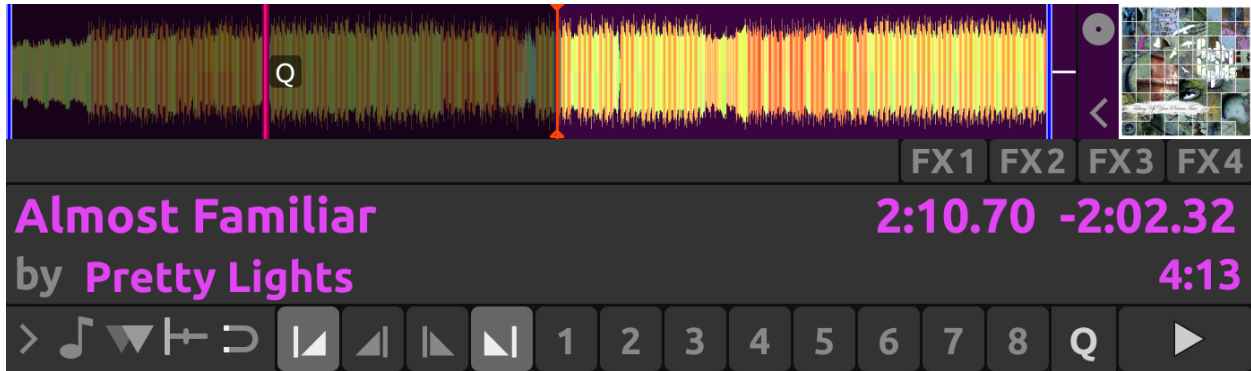 Q
FX1 FX2 FX3 FX4
Almost Familiar 2:10.70 -2:02.32
by Pretty Lights 4:13
1 2 3 4 5 6 7 8 Q